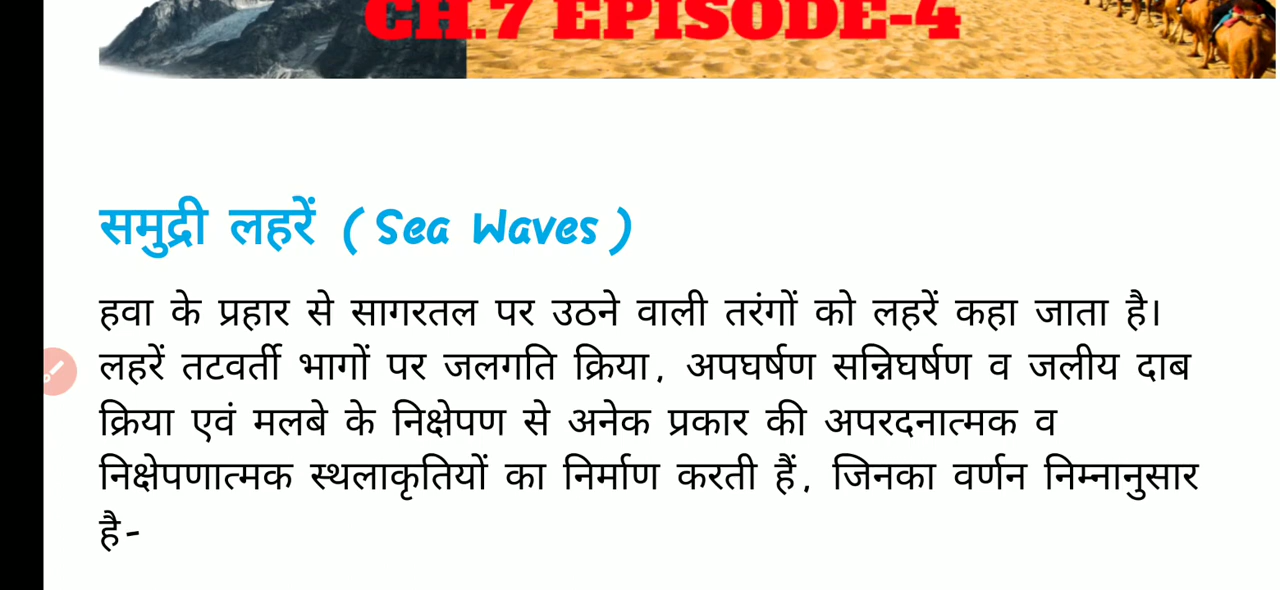 CH.7 EPISODE-4
समुद्री लहरें ( Sea Waves )
हवा के प्रहार से सागरतल पर उठने वाली तरंगों को लहरें कहा जाता है।
लहरें तटवर्ती भागों पर जलगति क्रिया, अपघर्षण सन्निघर्षण व जलीय दाब
क्रिया एवं मलबे के निक्षेपण से अनेक प्रकार की अपरदनात्मक व
निक्षेपणात्मक स्थलाकृतियों का निर्माण करती हैं, जिनका वर्णन निम्नानुसार
है-